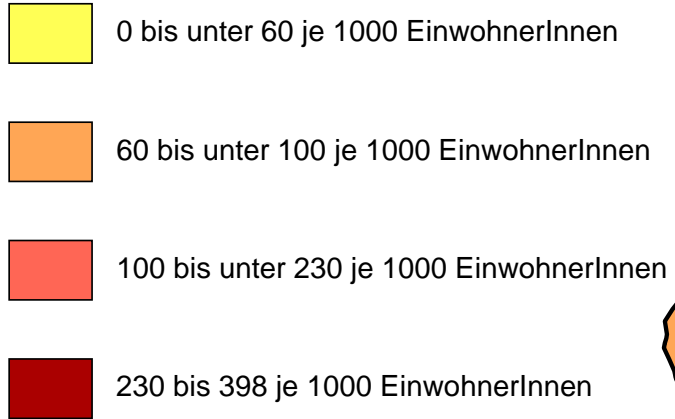 0 bis unter 60 je 1000 EinwohnerInnen
60 bis unter 100 je 1000 EinwohnerInnen
100 bis unter 230 je 1000 EinwohnerInnen
230 bis 398 je 1000 EinwohnerInnen